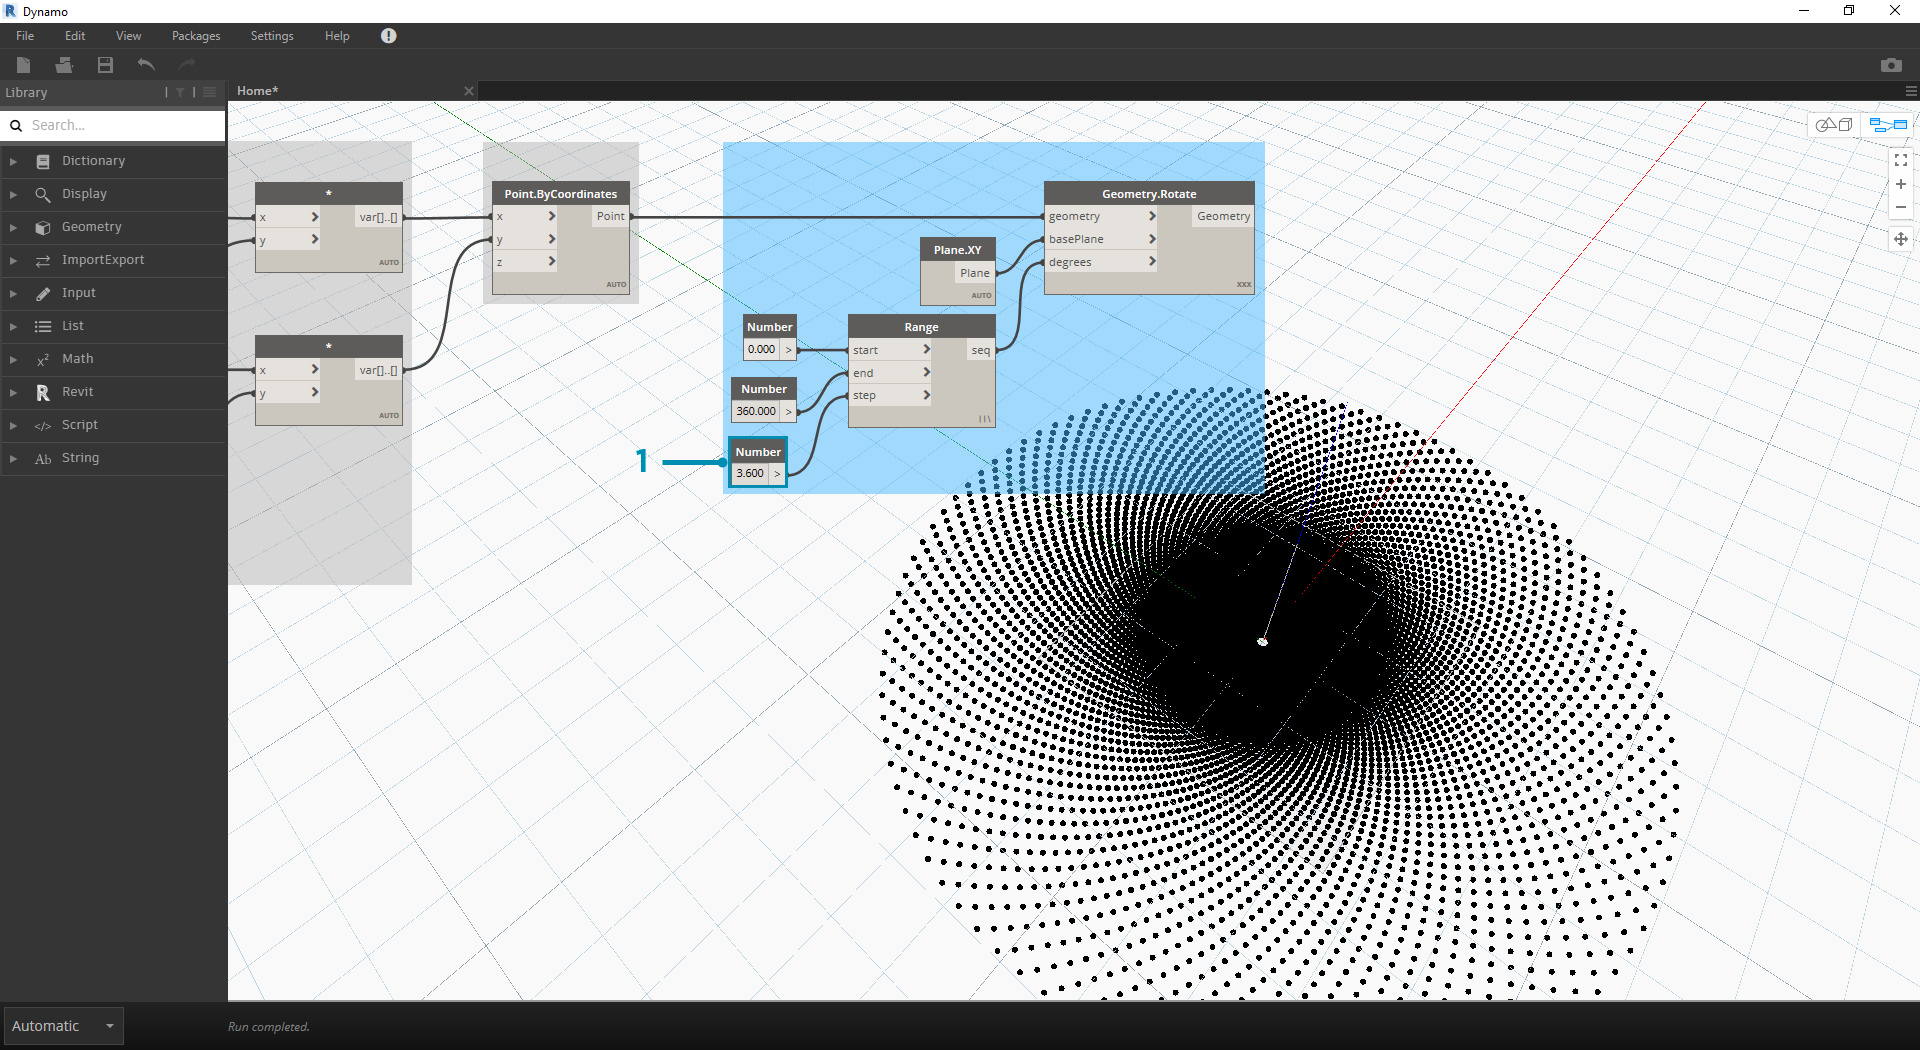 Dynamo
File Edit View Packages Settings Help
Library
Home*
Search...
Dictionary
Display
Geometry
ImportExport
Input
List
Math
Revit
Script
String
*
x
var[]..[]
y
AUTO
*
x
var[]..[]
y
AUTO
Point.ByCoordinates
x
Point
y
z
AUTO
Plane.XY
Plane
AUTO
Geometry.Rotate
geometry
Geometry
basePlane
degrees
XXX
Number
0.000 >
Number
360.000 >
1
Number
3.600 >
Range
start
seq
end
step
Automatic
Run completed.